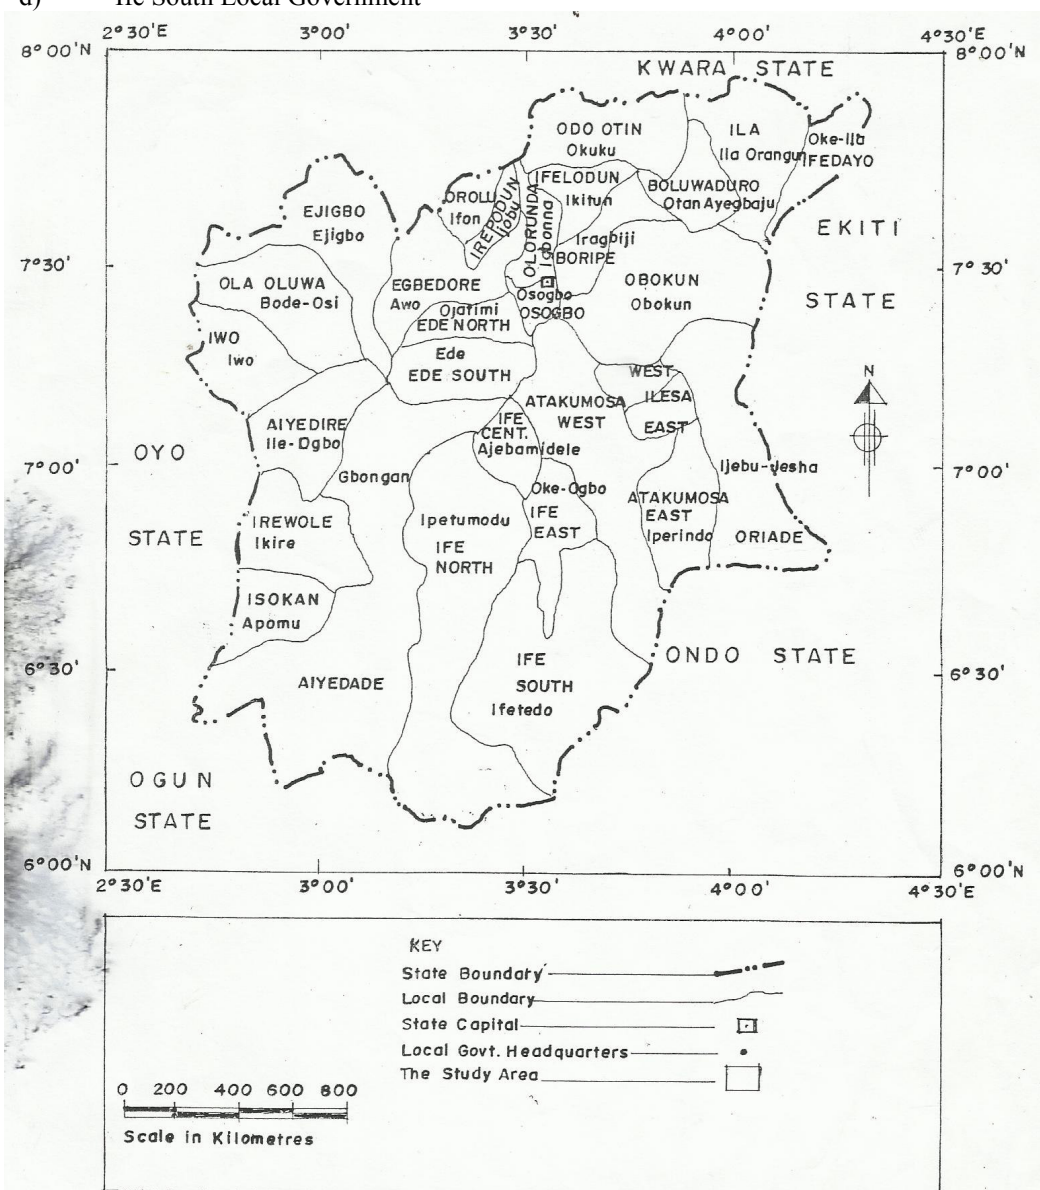 d) Ife South Local Government
2°30'E 3°00' 3°30' 4°00' 4°30'E
8°00'N 8°00'N
KWARA STATE
ODO OTIN
Okuku
ILA
Ila Orangun
Oke-Ila
IFEDAYO
IFELODUN
Ikitun
BOLUWADURO
Otan Ayegbaju
OROLU
Ifon
IREPODUN
Ilobu
OLORUNDA
Igbonna
EJIGBO
Ejigbo
Iragbiji
BORIPE
EKITI
STATE
7°30' 7°30'
OLA OLUWA
Bode-Osi
EGBEDORE
Awo
Ojatimi
EDE NORTH
Osogbo
OSOGBO
OBOKUN
Obokun
IWO
Iwo
Ede
EDE SOUTH
WEST
ILESA
EAST
N
ATAKUMOSA
WEST
AIYEDIRE
Ile-Ogbo
IFE
CENT.
Ajebamidele
OYO
STATE
7°00' 7°00'
Gbongan
Oke-Ogbo
IFE
EAST
Ijebu-Jesha
ATAKUMOSA
EAST
Iperindo
ORIADE
IREWOLE
Ikire
Ipetumodu
IFE
NORTH
ISOKAN
Apomu
6°30' 6°30'
ONDO STATE
AIYEDADE
IFE
SOUTH
Ifetedo
OGUN
STATE
6°00'N 6°00'N
2°30'E 3°00' 3°30' 4°00' 4°30'E
KEY
State Boundary
Local Boundary
State Capital
Local Govt. Headquarters
The Study Area
0 200 400 600 800
Scale in Kilometres